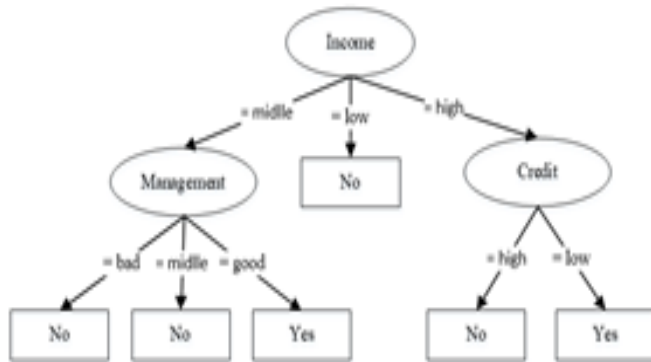 Income
= midlle
= low
= high
Management
No
Credit
= bad
= midlle
= good
= high
= low
No
No
Yes
No
Yes